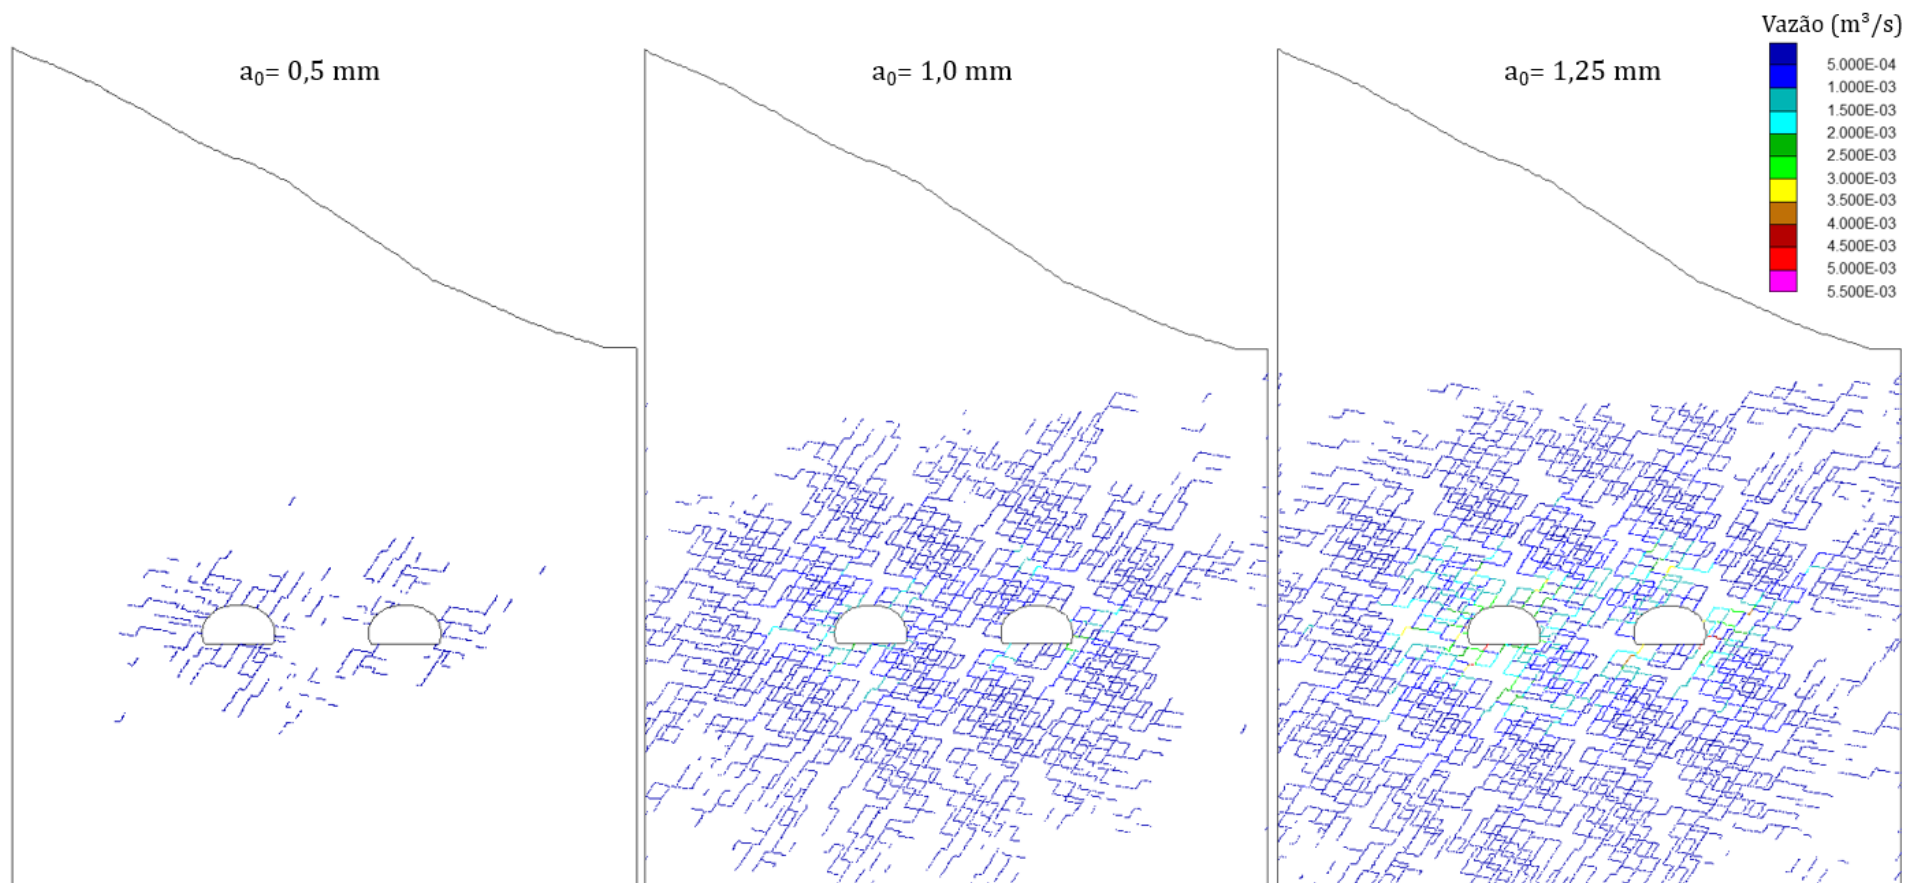 Vazão (m³/s)
a₀= 0,5 mm
a₀= 1,0 mm
a₀= 1,25 mm
5.000E-04
1.000E-03
1.500E-03
2.000E-03
2.500E-03
3.000E-03
3.500E-03
4.000E-03
4.500E-03
5.000E-03
5.500E-03